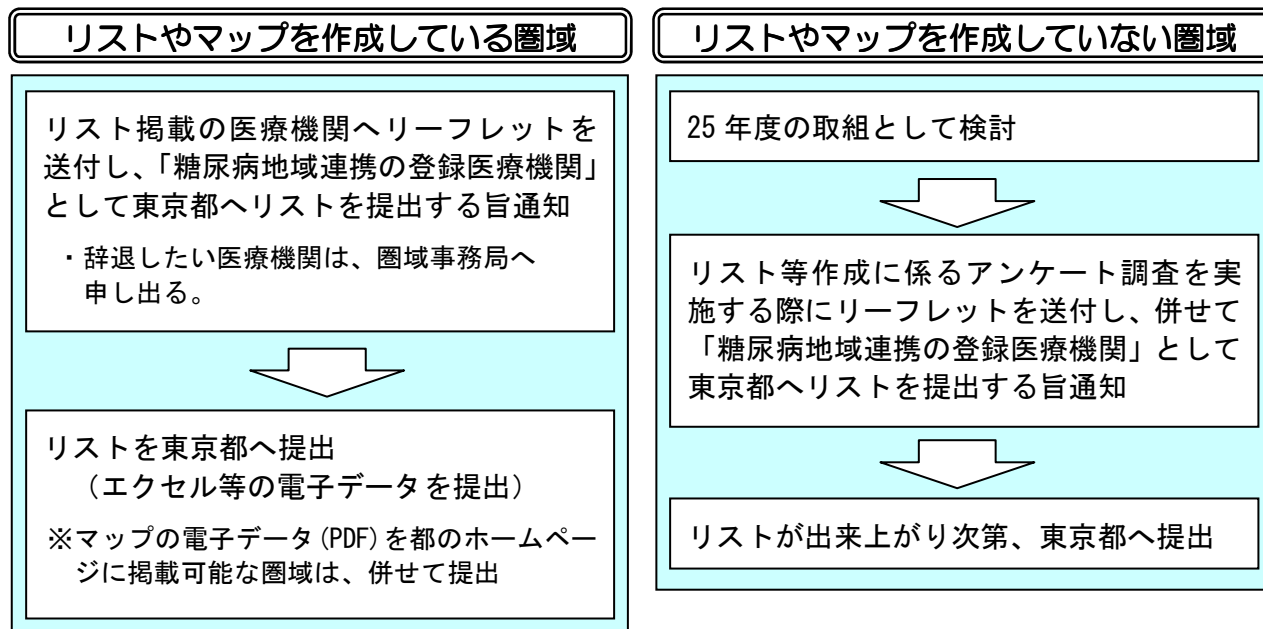 リストやマップを作成している圏域
リスト掲載の医療機関へリーフレットを
送付し、「糖尿病地域連携の登録医療機関」
として東京都へリストを提出する旨通知
・辞退したい医療機関は、圏域事務局へ
申し出る。
リストを東京都へ提出
（エクセル等の電子データを提出）
※マップの電子データ(PDF)を都のホームペー
ジに掲載可能な圏域は、併せて提出
リストやマップを作成していない圏域
25年度の取組として検討
リスト等作成に係るアンケート調査を実
施する際にリーフレットを送付し、併せて
「糖尿病地域連携の登録医療機関」として
東京都へリストを提出する旨通知
リストが出来上がり次第、東京都へ提出